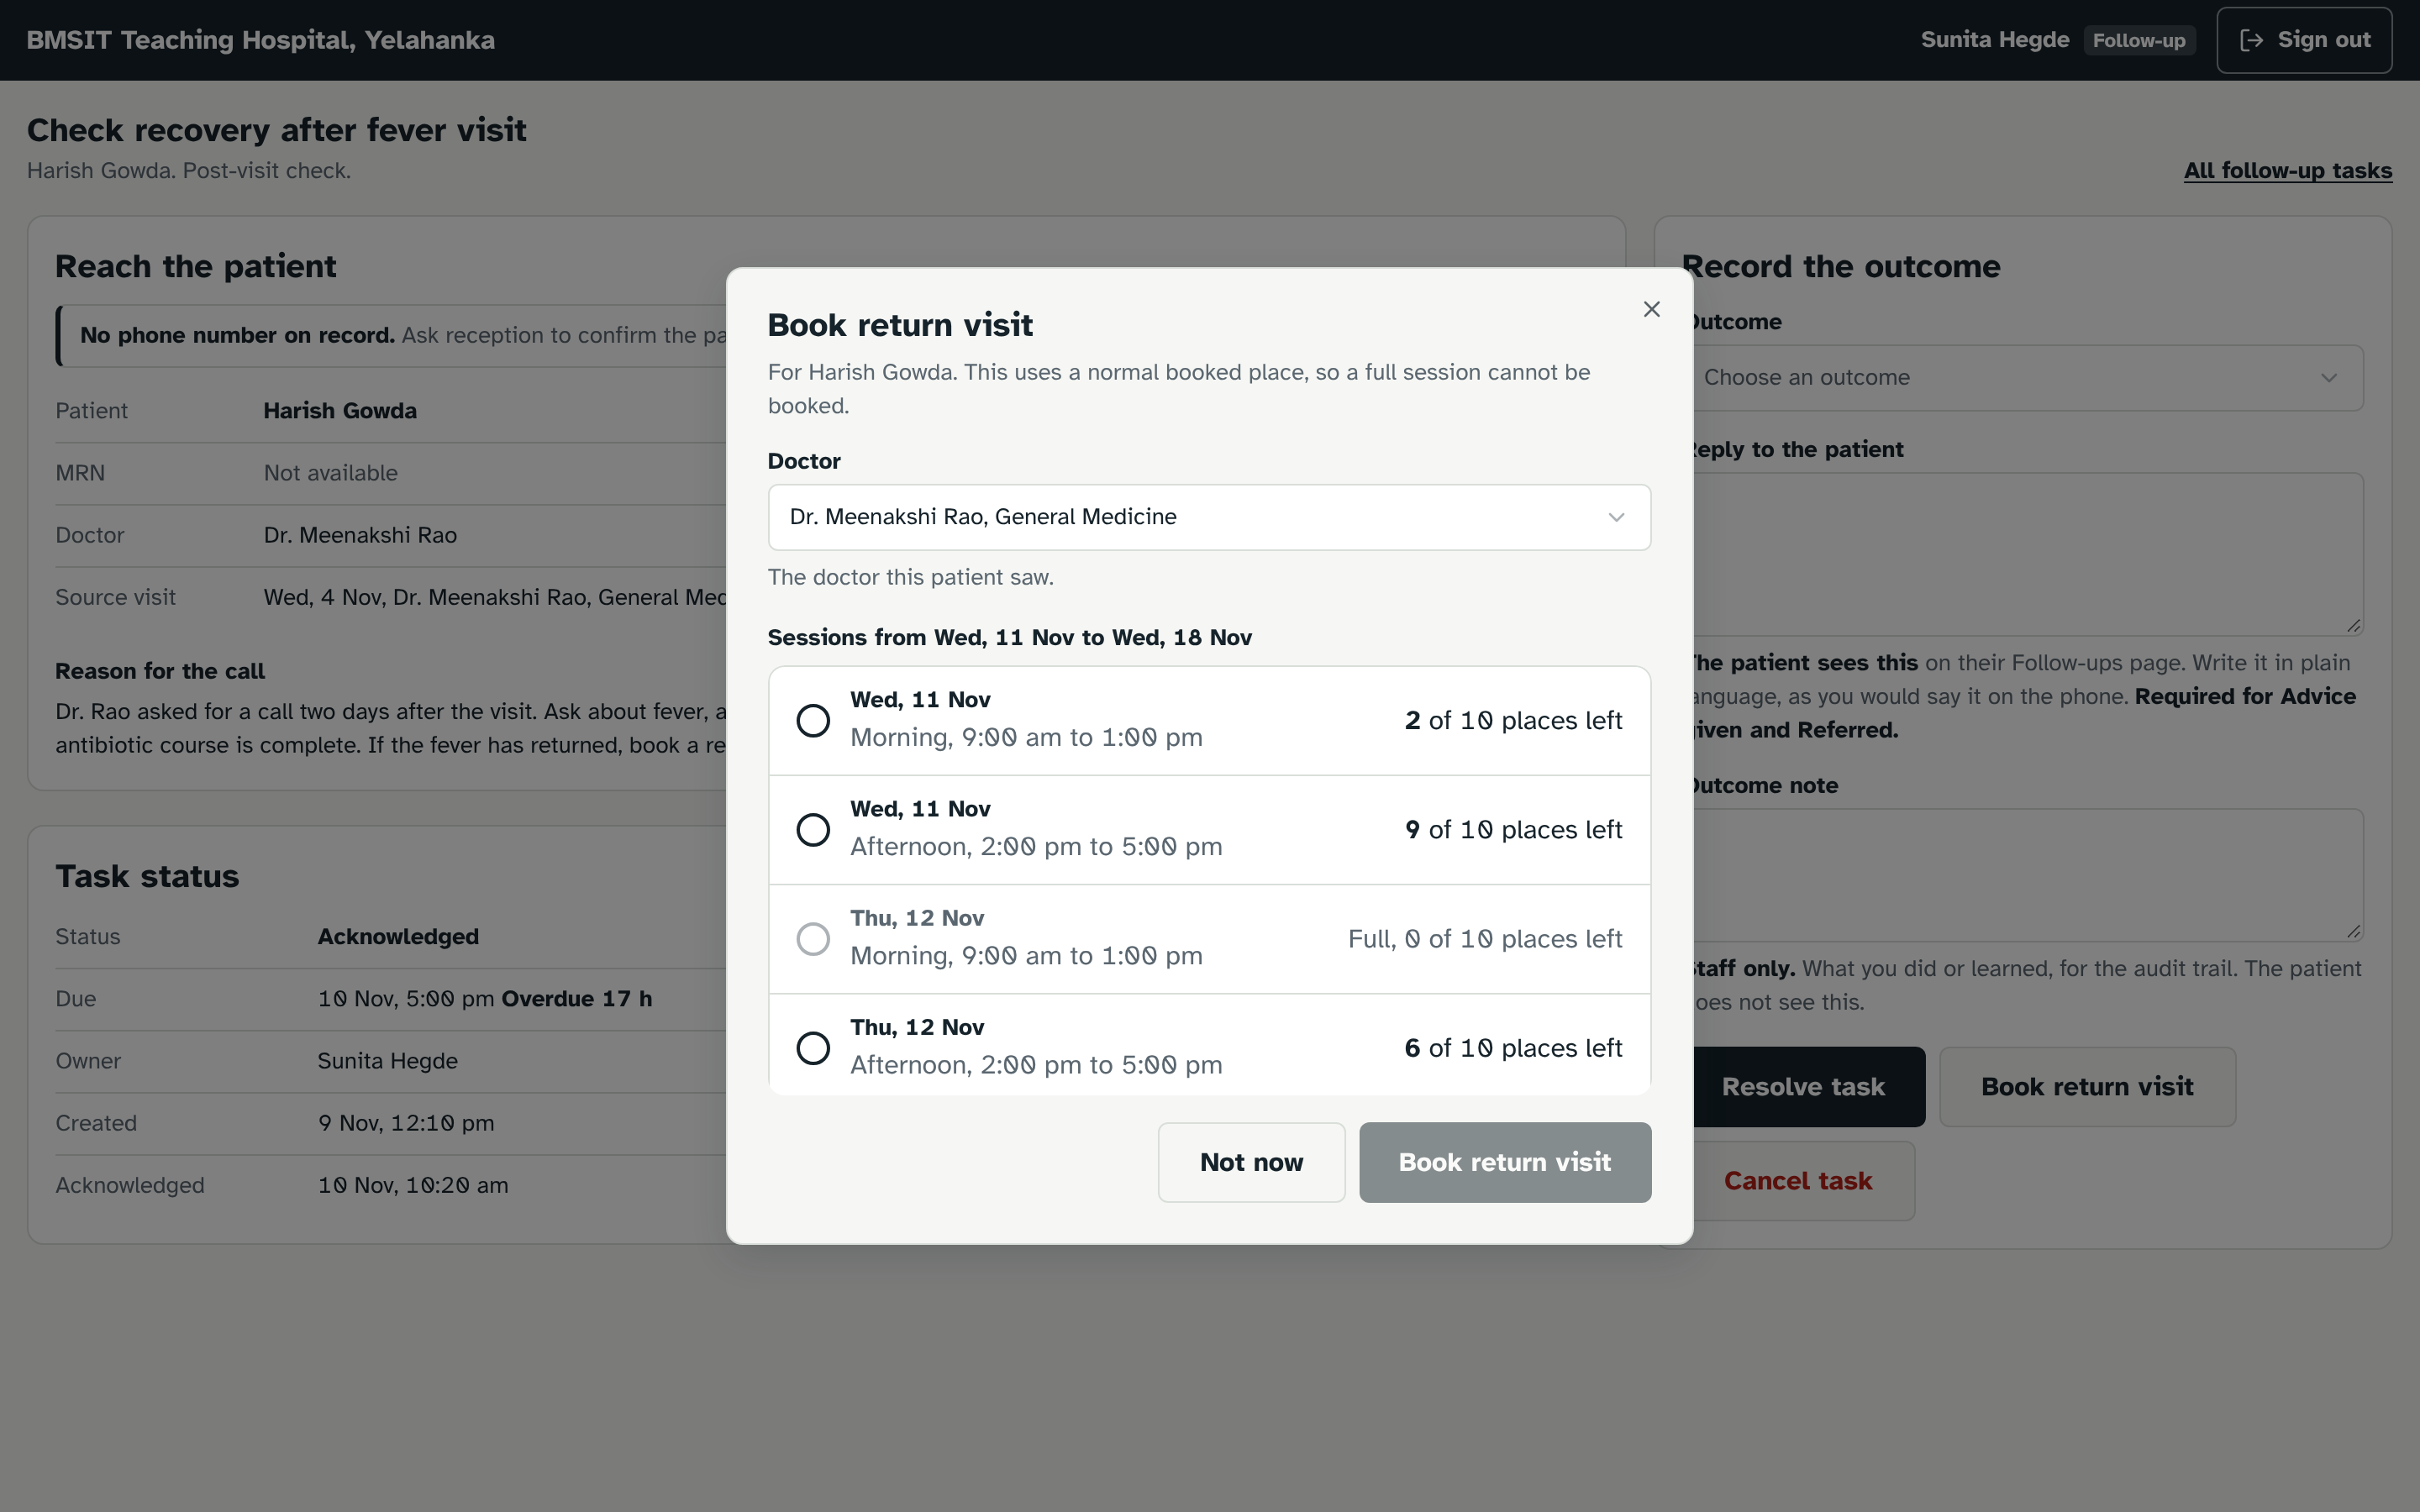 BMSIT Teaching Hospital, Yelahanka
Sunita Hegde Follow-up Sign out
Check recovery after fever visit
Harish Gowda. Post-visit check.
All follow-up tasks
Reach the patient
No phone number on record. Ask reception to confirm the
Patient Harish Gowda
MRN Not available
Doctor Dr. Meenakshi Rao
Source visit Wed, 4 Nov, Dr. Meenakshi Rao, General
Reason for the call
Dr. Rao asked for a call two days after the visit. Ask about fever,
antibiotic course is complete. If the fever has returned, book a
Task status
Status Acknowledged
Due 10 Nov, 5:00 pm Overdue 17 h
Owner Sunita Hegde
Created 9 Nov, 12:10 pm
Acknowledged 10 Nov, 10:20 am
Book return visit
For Harish Gowda. This uses a normal booked place, so a full session cannot be
booked.
Doctor
Dr. Meenakshi Rao, General Medicine
The doctor this patient saw.
Sessions from Wed, 11 Nov to Wed, 18 Nov
Wed, 11 Nov
Morning, 9:00 am to 1:00 pm
2 of 10 places left
Wed, 11 Nov
Afternoon, 2:00 pm to 5:00 pm
9 of 10 places left
Thu, 12 Nov
Morning, 9:00 am to 1:00 pm
Full, 0 of 10 places left
Thu, 12 Nov
Afternoon, 2:00 pm to 5:00 pm
6 of 10 places left
Not now Book return visit
Record the outcome
Outcome
Choose an outcome
Reply to the patient
The patient sees this on their Follow-ups page. Write it in plain
language, as you would say it on the phone. Required for Advice
given and Referred.
Outcome note
Staff only. What you did or learned, for the audit trail. The patient
does not see this.
Resolve task Book return visit
Cancel task